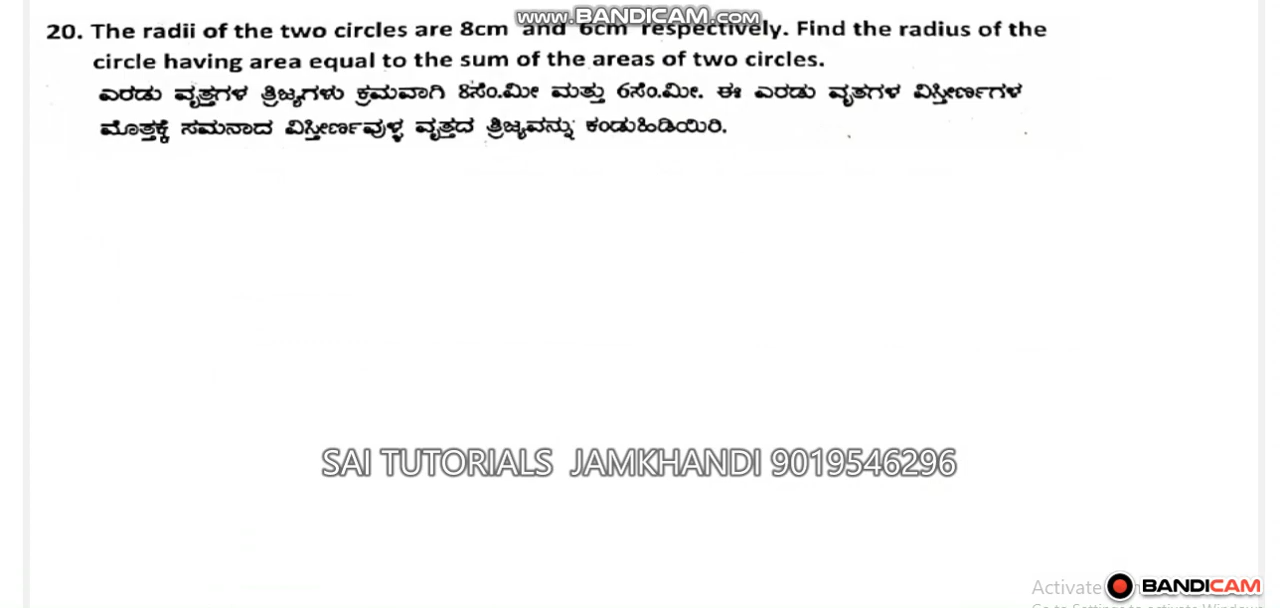 www.BANDICAM.com
20. The radii of the two circles are 8cm and 6cm respectively. Find the radius of the
circle having area equal to the sum of the areas of two circles.
ಎರಡು ವೃತ್ತಗಳ ತ್ರಿಜ್ಯಗಳು ಕ್ರಮವಾಗಿ 8ಸೆಂ.ಮೀ ಮತ್ತು 6ಸೆಂ.ಮೀ. ಈ ಎರಡು ವೃತಗಳ ವಿಸ್ತೀರ್ಣಗಳ
ಮೊತ್ತಕ್ಕೆ ಸಮನಾದ ವಿಸ್ತೀರ್ಣವುಳ್ಳ ವೃತ್ತದ ತ್ರಿಜ್ಯವನ್ನು ಕಂಡುಹಿಡಿಯಿರಿ.
SAI TUTORIALS JAMKHANDI 9019546296
Activate
BANDICAM